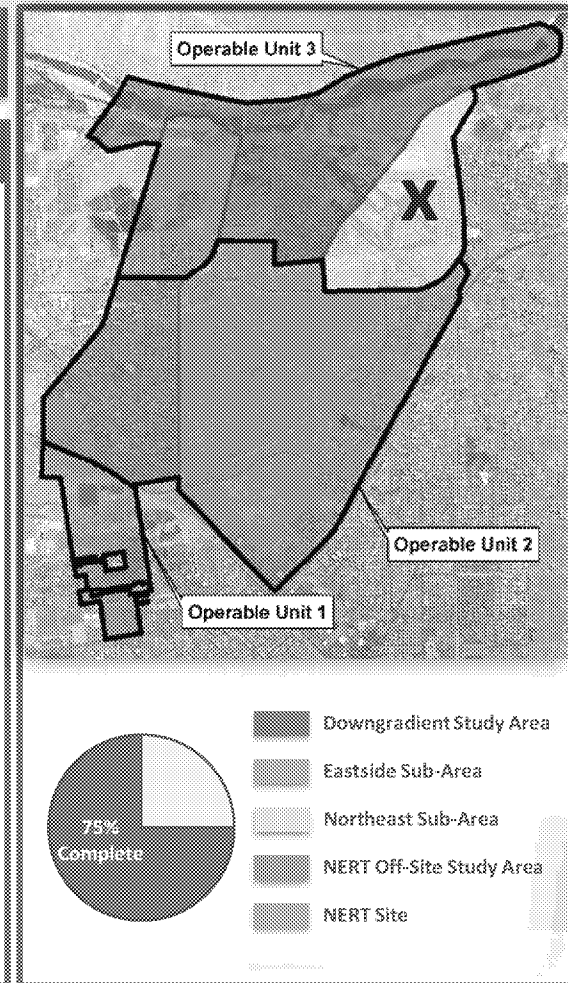 Operable Unit 3
X
Operable Unit 2
Operable Unit 1
75%
Complete
Downgradient Study Area
Eastside Sub-Area
Northeast Sub-Area
NERT Off-Site Study Area
NERT Site